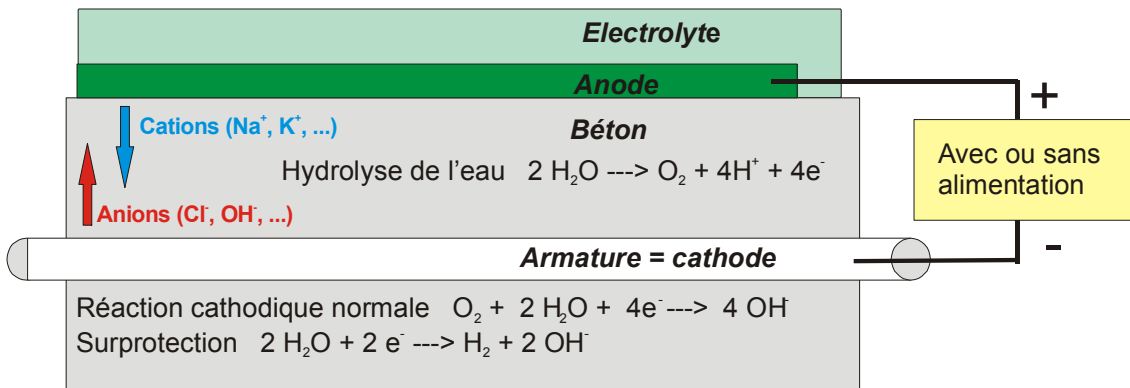 Electrolyte
Anode
+
Cations (Na⁺, K⁺, ...)
Béton
Avec ou sans
alimentation
Hydrolyse de l'eau 2 H₂O ---> O₂ + 4H⁺ + 4e⁻
Anions (Cl⁻, OH⁻, ...)
-
Armature = cathode
Réaction cathodique normale O₂ + 2 H₂O + 4e⁻ ---> 4 OH⁻
Surprotection 2 H₂O + 2 e⁻ ---> H₂ + 2 OH⁻